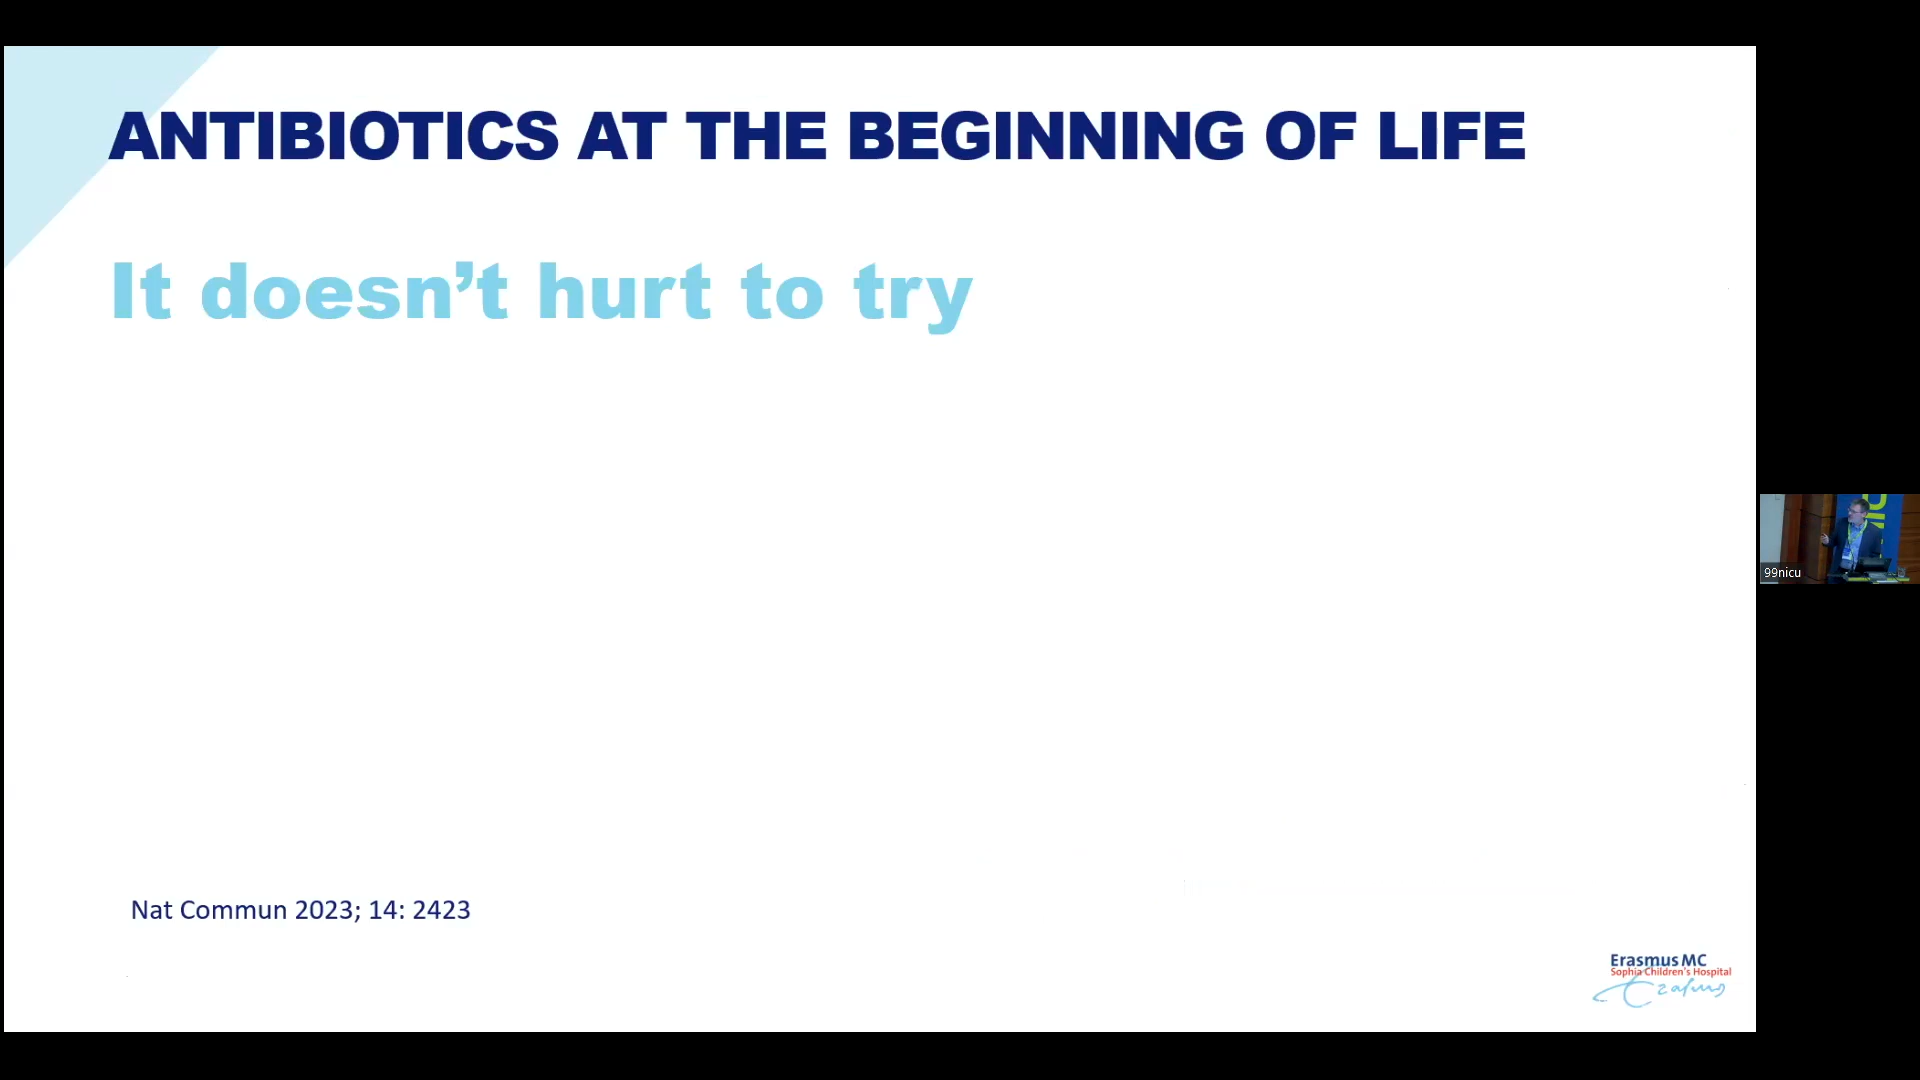 ANTIBIOTICS AT THE BEGINNING OF LIFE
It doesn’t hurt to try
99nicu
Nat Commun 2023; 14: 2423
Erasmus MC
Sophia Children's Hospital
Erasmus